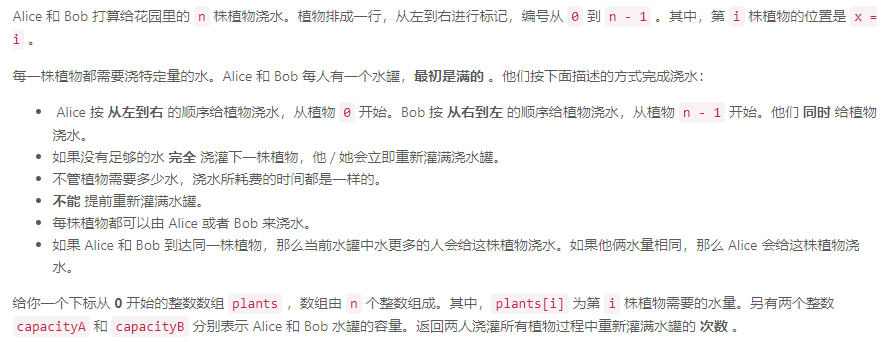 Alice 和 Bob 打算给花园里的 n 株植物浇水。植物排成一行，从左到右进行标记，编号从 0 到 n - 1 。其中，第 i 株植物的位置是 x =
i 。
每一株植物都需要浇特定量的水。Alice 和 Bob 每人有一个水罐，最初是满的 。他们按下面描述的方式完成浇水：
• Alice 按 从左到右 的顺序给植物浇水，从植物 0 开始。Bob 按 从右到左 的顺序给植物浇水，从植物 n - 1 开始。他们 同时 给植物
浇水。
• 如果没有足够的水 完全 浇灌下一株植物，他 / 她会立即重新灌满浇水罐。
• 不管植物需要多少水，浇水所耗费的时间都是一样的。
• 不能 提前重新灌满水罐。
• 每株植物都可以由 Alice 或者 Bob 来浇水。
• 如果 Alice 和 Bob 到达同一株植物，那么当前水罐中水更多的人会给这株植物浇水。如果他俩水量相同，那么 Alice 会给这株植物浇
水。
给你一个下标从 0 开始的整数数组 plants ，数组由 n 个整数组成。其中，plants[i] 为第 i 株植物需要的水量。另有两个整数
capacityA 和 capacityB 分别表示 Alice 和 Bob 水罐的容量。返回两人浇灌所有植物过程中重新灌满水罐的 次数 。